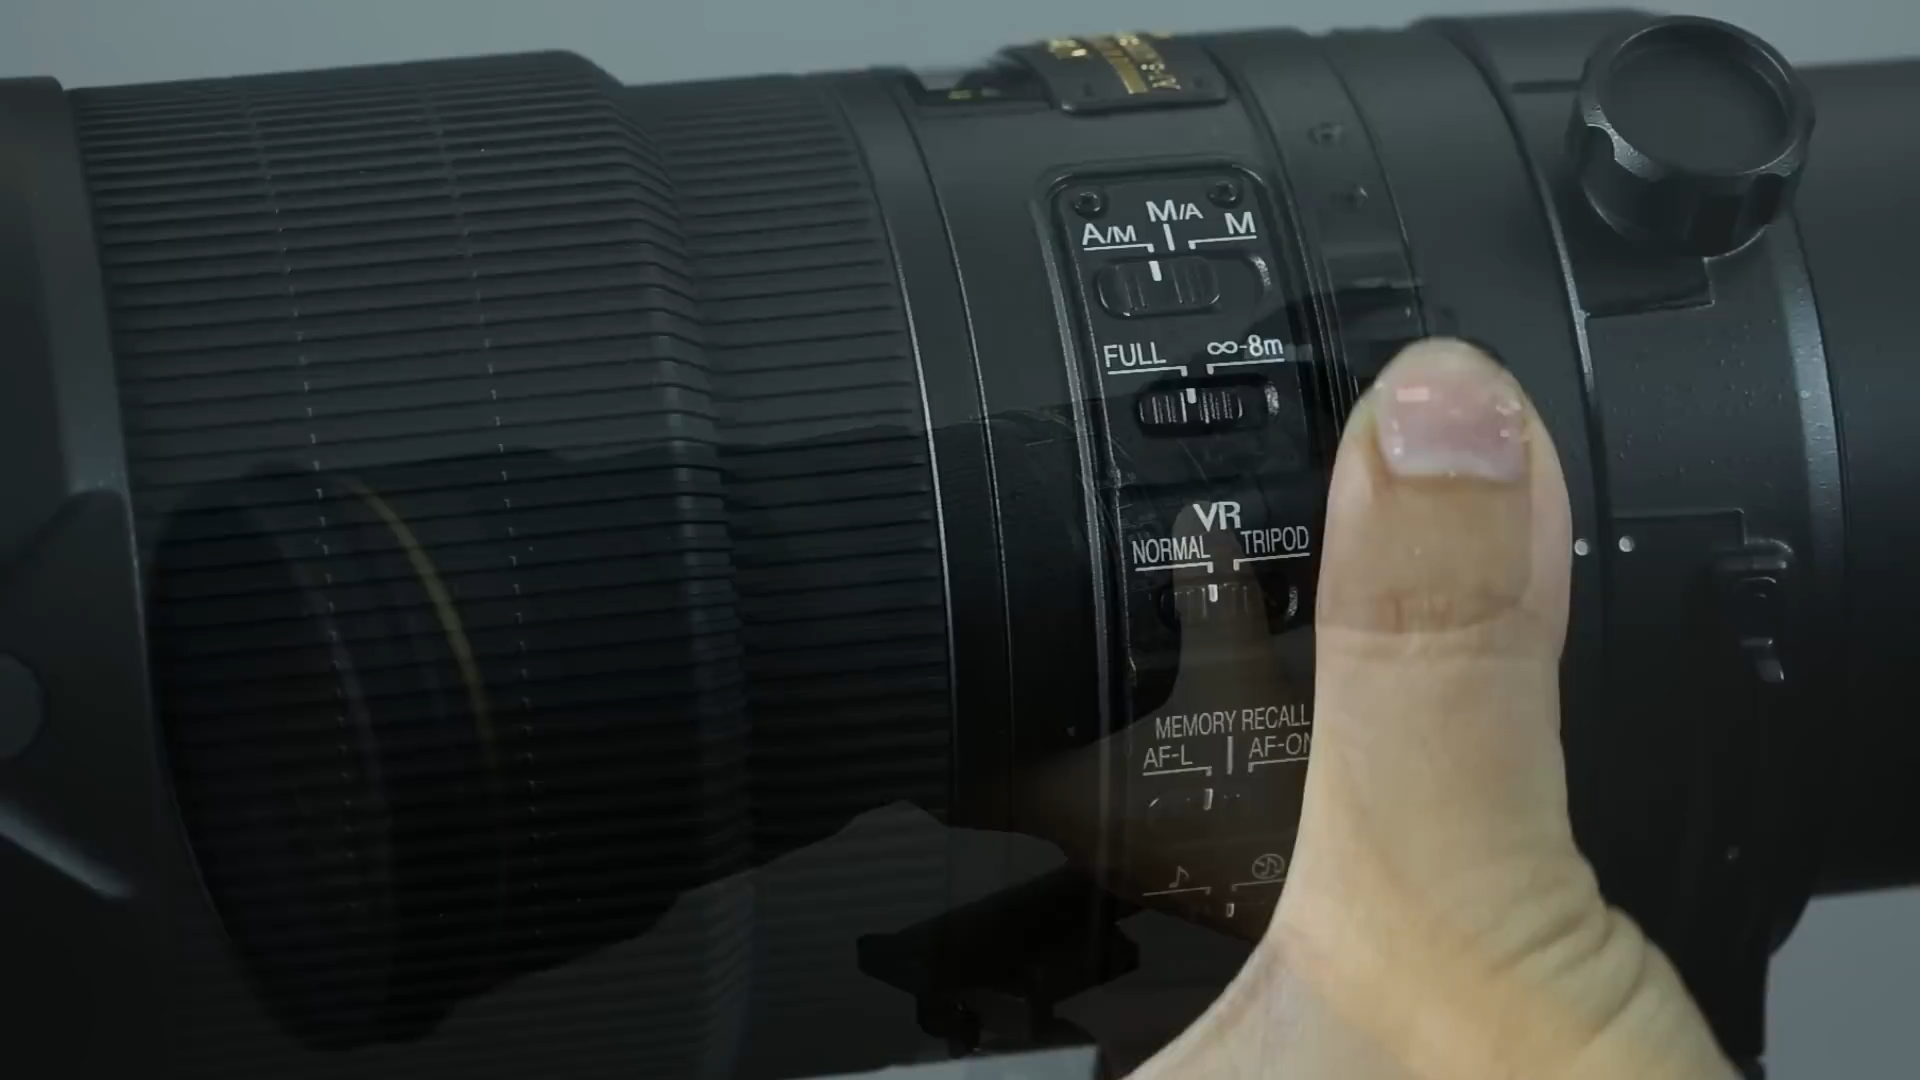 M/A
A/M M
FULL ∞-8m
VR
NORMAL TRIPOD
MEMORY RECALL
AF-L AF-ON